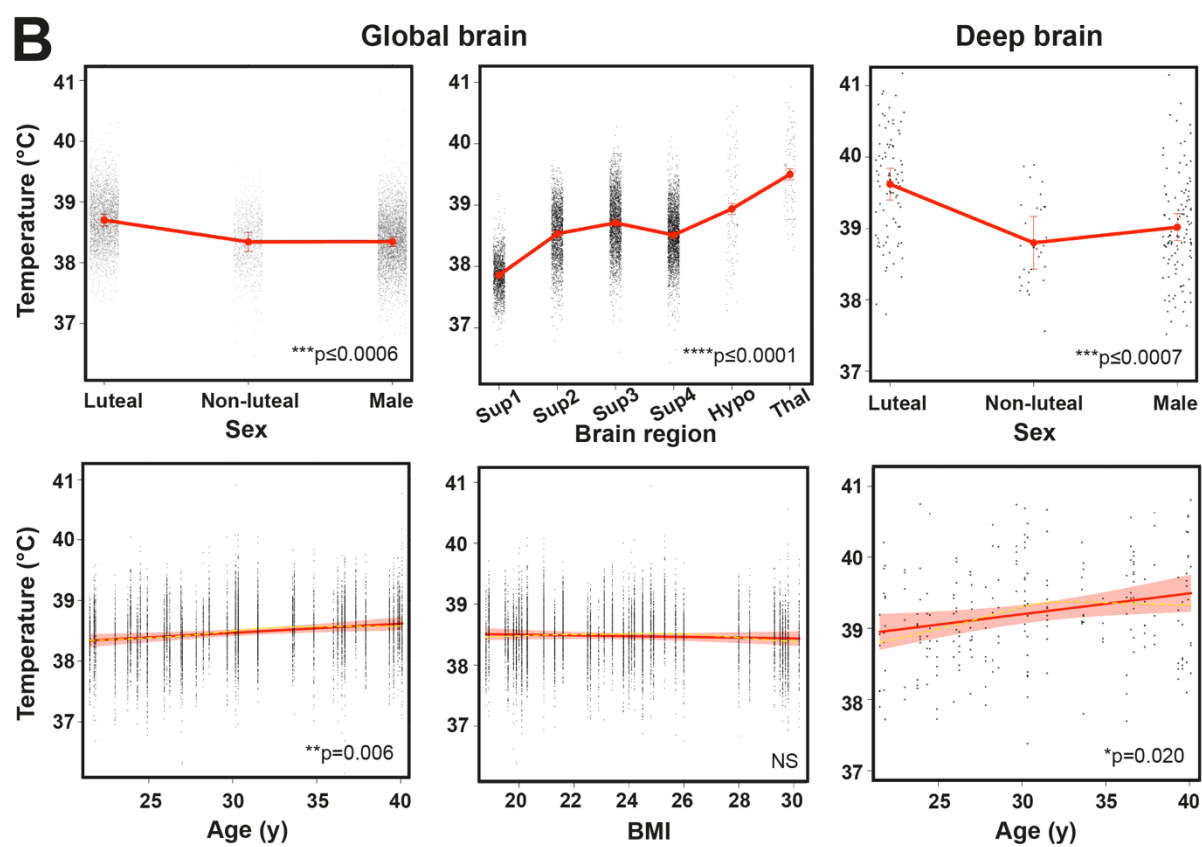 B
Global brain
Deep brain
Temperature (°C)
41
40
39
38
37
***p≤0.0006
Luteal Non-luteal Male
Sex
41
40
39
38
37
****p≤0.0001
Sup1 Sup2 Sup3 Sup4 Hypo Thal
Brain region
41
40
39
38
37
***p≤0.0007
Luteal Non-luteal Male
Sex
Temperature (°C)
41
40
39
38
37
**p=0.006
25 30 35 40
Age (y)
41
40
39
38
37
NS
20 22 24 26 28 30
BMI
41
40
39
38
37
*p=0.020
25 30 35 40
Age (y)